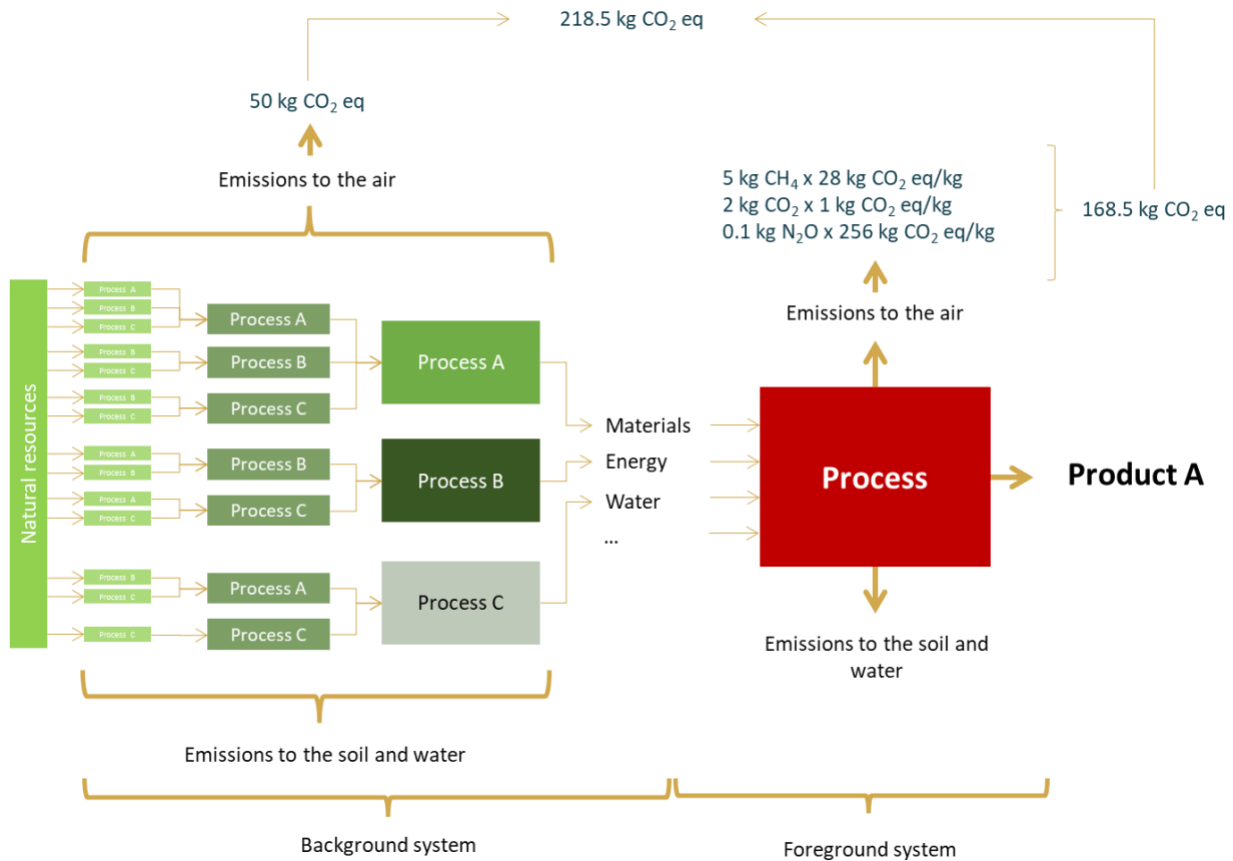 218.5 kg CO₂ eq
50 kg CO₂ eq
Emissions to the air
5 kg CH₄ x 28 kg CO₂ eq/kg
2 kg CO₂ x 1 kg CO₂ eq/kg
0.1 kg N₂O x 256 kg CO₂ eq/kg
168.5 kg CO₂ eq
Emissions to the air
Natural resources
Process A
Process B
Process C
Process B
Process C
Process B
Process C
Process A
Process B
Process A
Process C
Process B
Process C
Process C
Process A
Process B
Process C
Process B
Process C
Process A
Process C
Process A
Process B
Process C
Materials
Energy
Water
...
Process
Product A
Emissions to the soil and
water
Emissions to the soil and water
Background system
Foreground system